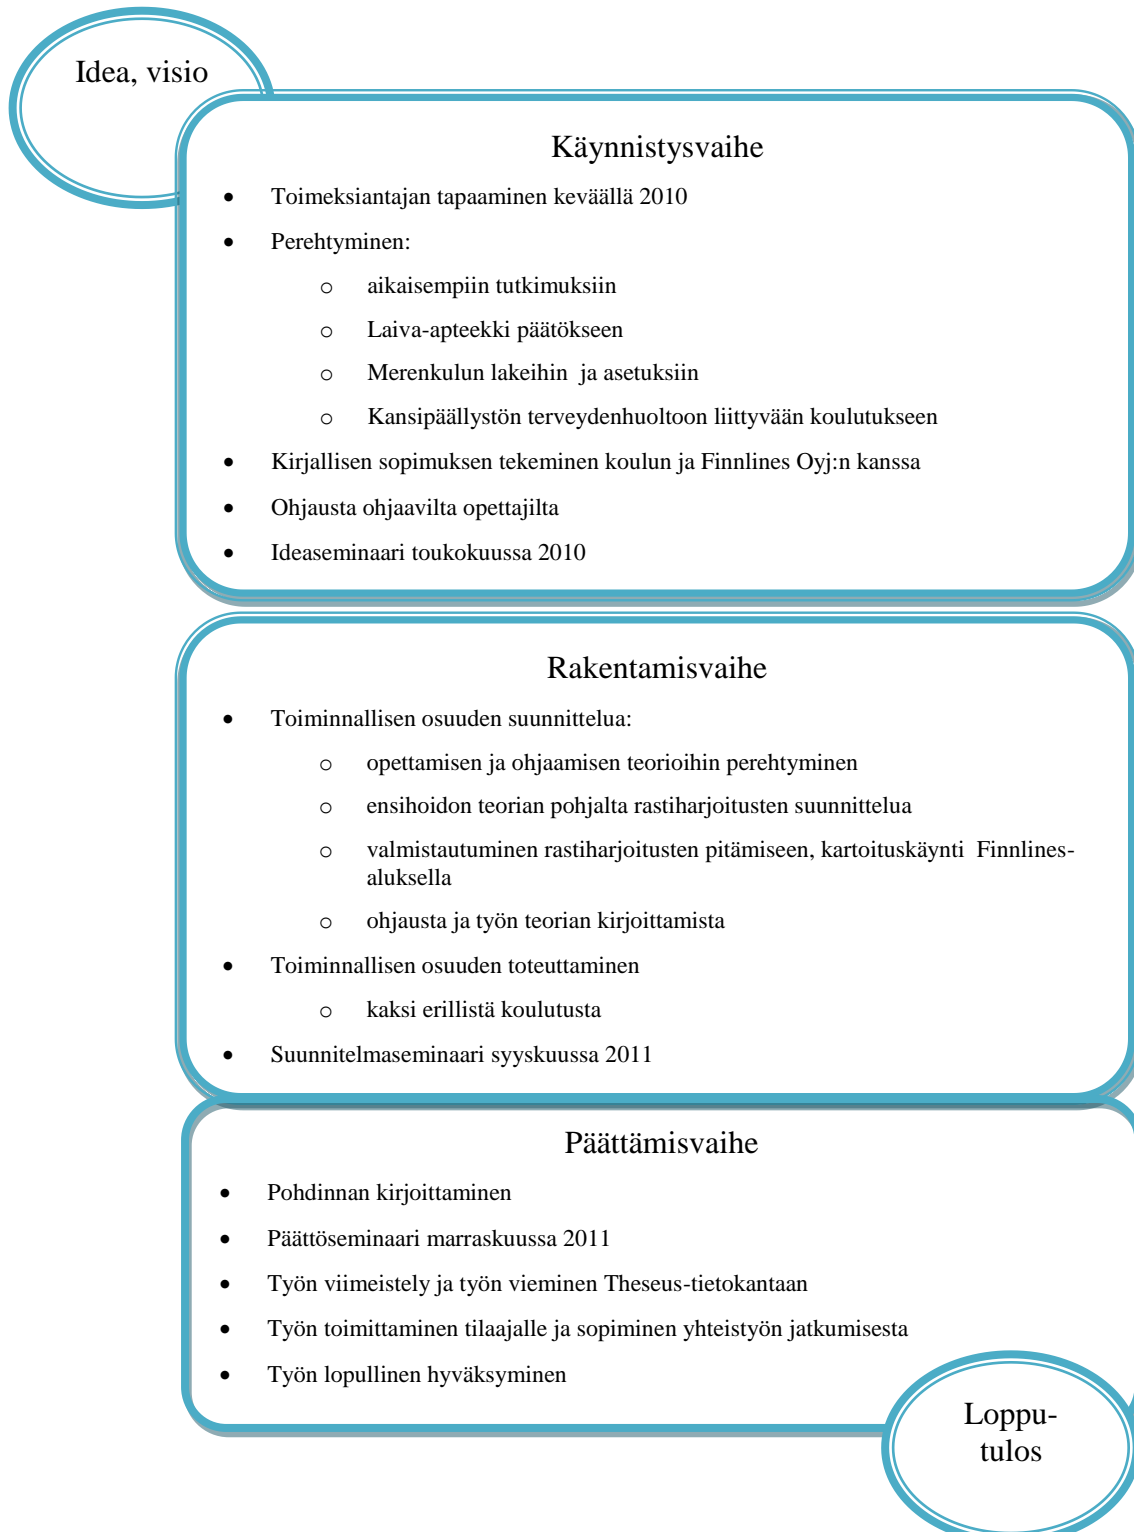 Idea, visio
Käynnistysvaihe
• Toimeksiantajan tapaaminen keväällä 2010
• Perehtyminen:
o aikaisempiin tutkimuksiin
o Laiva-apteekki päätökseen
o Merenkulun lakeihin ja asetuksiin
o Kansipäällystön terveydenhuoltoon liittyvään koulutukseen
• Kirjallisen sopimuksen tekeminen koulun ja Finnlines Oyj:n kanssa
• Ohjausta ohjaavilta opettajilta
• Ideaseminaari toukokuussa 2010
Rakentamisvaihe
• Toiminnallisen osuuden suunnittelua:
o opettamisen ja ohjaamisen teorioihin perehtyminen
o ensihoidon teorian pohjalta rastiharjoitusten suunnittelua
o valmistautuminen rastiharjoitusten pitämiseen, kartoituskäynti Finnlines-
aluksella
o ohjausta ja työn teorian kirjoittamista
• Toiminnallisen osuuden toteuttaminen
o kaksi erillistä koulutusta
• Suunnitelmaseminaari syyskuussa 2011
Päättämisvaihe
• Pohdinnan kirjoittaminen
• Päättöseminaari marraskuussa 2011
• Työn viimeistely ja työn vieminen Theseus-tietokantaan
• Työn toimittaminen tilaajalle ja sopiminen yhteistyön jatkumisesta
• Työn lopullinen hyväksyminen
Loppu-
tulos